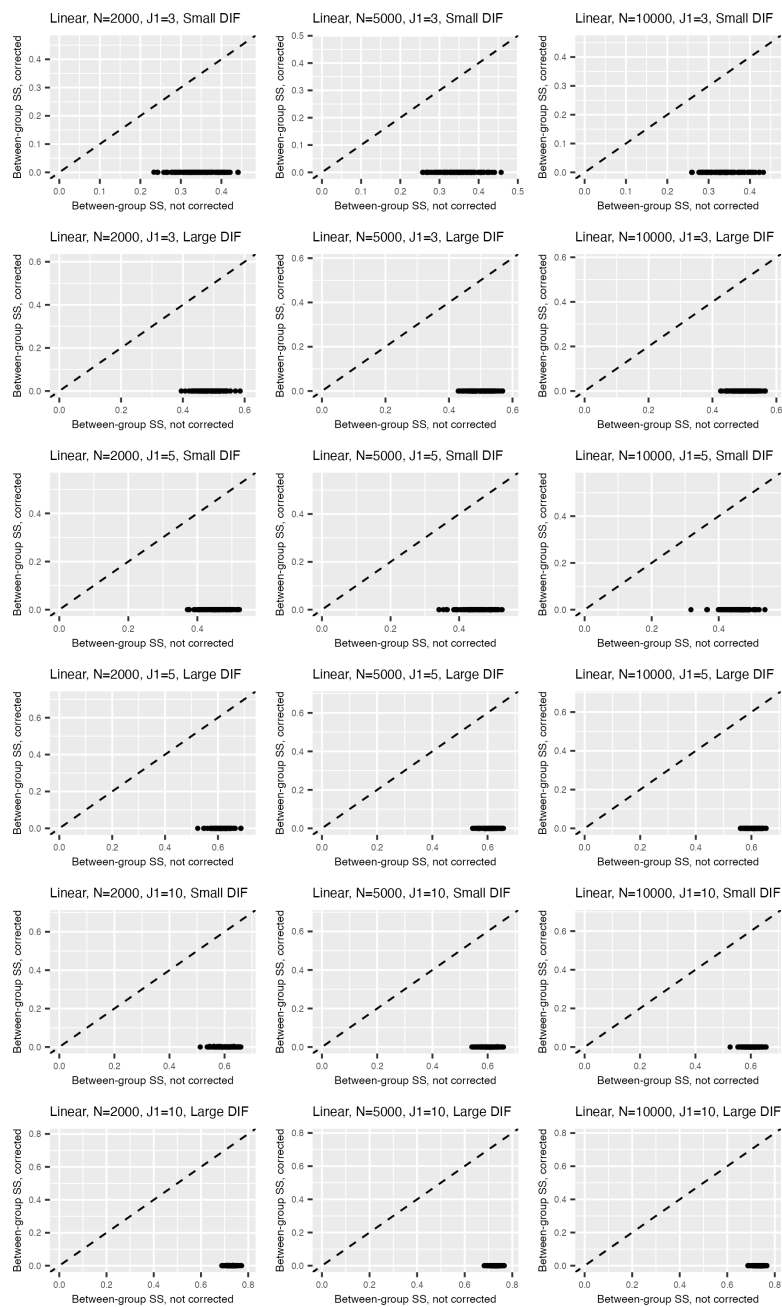 Linear, N=2000, J1=3, Small DIF
Between-group SS, corrected
0.4
0.3
0.2
0.1
0.0
0.0 0.1 0.2 0.3 0.4
Between-group SS, not corrected
Linear, N=5000, J1=3, Small DIF
Between-group SS, corrected
0.5
0.4
0.3
0.2
0.1
0.0
0.0 0.1 0.2 0.3 0.4 0.5
Between-group SS, not corrected
Linear, N=10000, J1=3, Small DIF
Between-group SS, corrected
0.4
0.3
0.2
0.1
0.0
0.0 0.1 0.2 0.3 0.4
Between-group SS, not corrected
Linear, N=2000, J1=3, Large DIF
Between-group SS, corrected
0.6
0.4
0.2
0.0
0.0 0.2 0.4 0.6
Between-group SS, not corrected
Linear, N=5000, J1=3, Large DIF
Between-group SS, corrected
0.6
0.4
0.2
0.0
0.0 0.2 0.4 0.6
Between-group SS, not corrected
Linear, N=10000, J1=3, Large DIF
Between-group SS, corrected
0.6
0.4
0.2
0.0
0.0 0.2 0.4 0.6
Between-group SS, not corrected
Linear, N=2000, J1=5, Small DIF
Between-group SS, corrected
0.4
0.2
0.0
0.0 0.2 0.4
Between-group SS, not corrected
Linear, N=5000, J1=5, Small DIF
Between-group SS, corrected
0.4
0.2
0.0
0.0 0.2 0.4
Between-group SS, not corrected
Linear, N=10000, J1=5, Small DIF
Between-group SS, corrected
0.4
0.2
0.0
0.0 0.2 0.4
Between-group SS, not corrected
Linear, N=2000, J1=5, Large DIF
Between-group SS, corrected
0.6
0.4
0.2
0.0
0.0 0.2 0.4 0.6
Between-group SS, not corrected
Linear, N=5000, J1=5, Large DIF
Between-group SS, corrected
0.6
0.4
0.2
0.0
0.0 0.2 0.4 0.6
Between-group SS, not corrected
Linear, N=10000, J1=5, Large DIF
Between-group SS, corrected
0.6
0.4
0.2
0.0
0.0 0.2 0.4 0.6
Between-group SS, not corrected
Linear, N=2000, J1=10, Small DIF
Between-group SS, corrected
0.6
0.4
0.2
0.0
0.0 0.2 0.4 0.6
Between-group SS, not corrected
Linear, N=5000, J1=10, Small DIF
Between-group SS, corrected
0.6
0.4
0.2
0.0
0.0 0.2 0.4 0.6
Between-group SS, not corrected
Linear, N=10000, J1=10, Small DIF
Between-group SS, corrected
0.6
0.4
0.2
0.0
0.0 0.2 0.4 0.6
Between-group SS, not corrected
Linear, N=2000, J1=10, Large DIF
Between-group SS, corrected
0.8
0.6
0.4
0.2
0.0
0.0 0.2 0.4 0.6 0.8
Between-group SS, not corrected
Linear, N=5000, J1=10, Large DIF
Between-group SS, corrected
0.8
0.6
0.4
0.2
0.0
0.0 0.2 0.4 0.6 0.8
Between-group SS, not corrected
Linear, N=10000, J1=10, Large DIF
Between-group SS, corrected
0.8
0.6
0.4
0.2
0.0
0.0 0.2 0.4 0.6 0.8
Between-group SS, not corrected